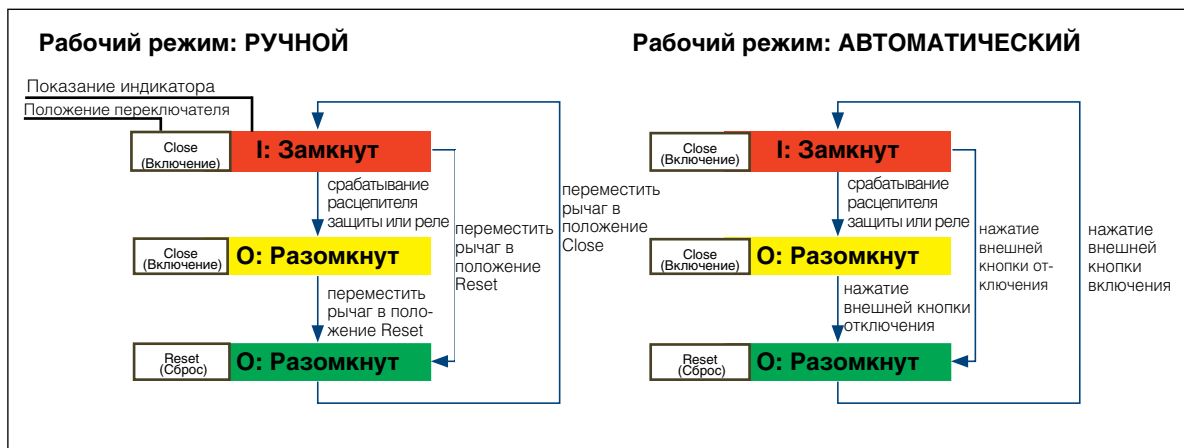 Рабочий режим: РУЧНОЙ
Показание индикатора
Положение переключателя
Close
(Включение)
I: Замкнут
срабатывание
расцепителя
защиты или реле
переместить
рычаг в
положение
Reset
переместить
рычаг в
положение
Close
Close
(Включение)
O: Разомкнут
переместить
рычаг в поло-
жение Reset
Reset
(Сброс)
O: Разомкнут
Рабочий режим: АВТОМАТИЧЕСКИЙ
Close
(Включение)
I: Замкнут
срабатывание
расцепителя
защиты или реле
нажатие
внешней
кнопки от-
ключения
нажатие
внешней
кнопки
включения
Close
(Включение)
O: Разомкнут
нажатие
внешней кнопки
отключения
Reset
(Сброс)
O: Разомкнут